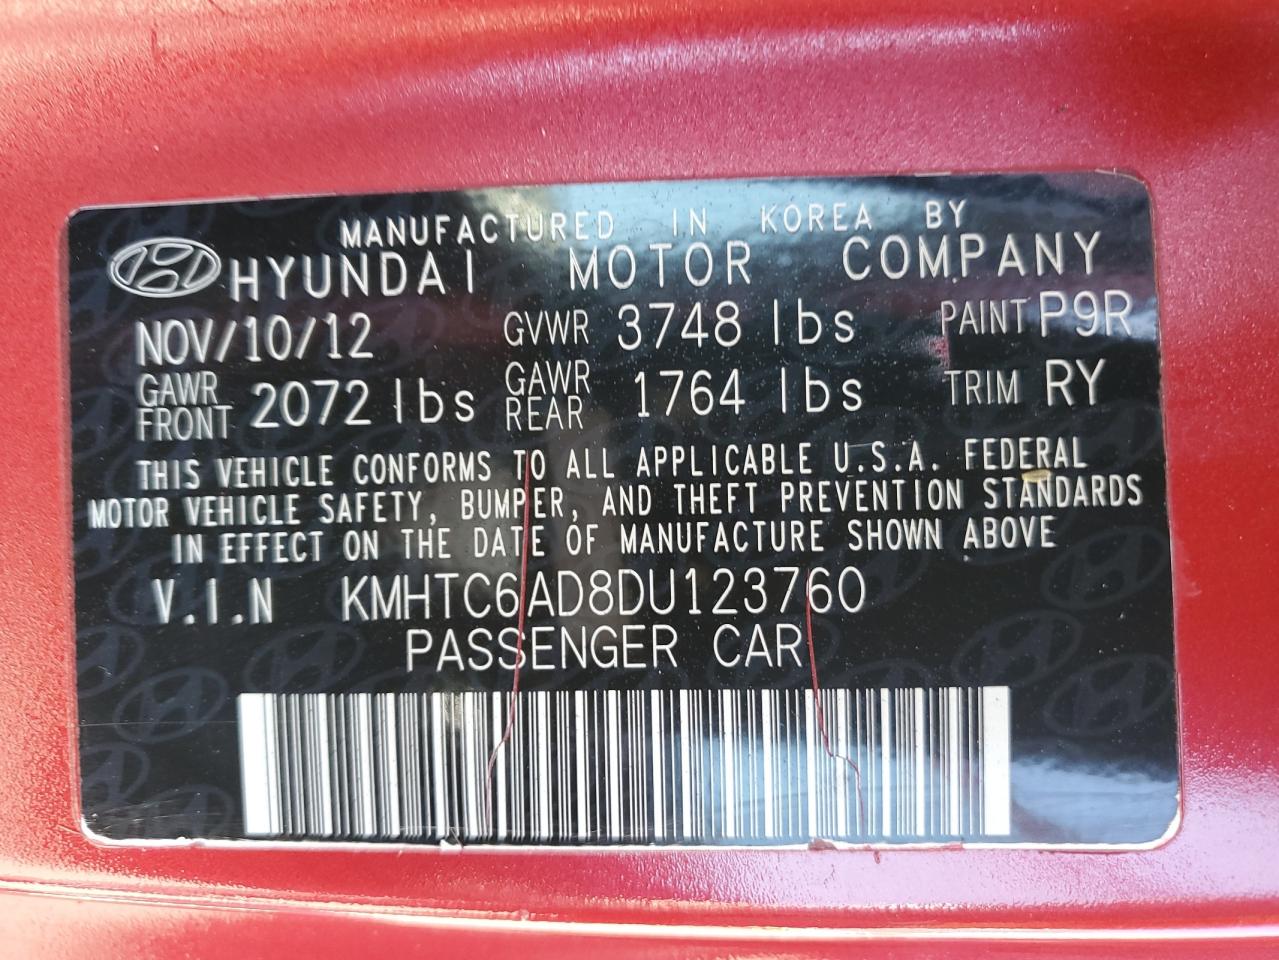 MANUFACTURED IN KOREA BY
HYUNDAI MOTOR COMPANY
NOV/10/12 GVWR 3748 lbs PAINT P9R
GAWR FRONT 2072 lbs GAWR REAR 1764 lbs TRIM RY
THIS VEHICLE CONFORMS TO ALL APPLICABLE U.S.A. FEDERAL
MOTOR VEHICLE SAFETY, BUMPER, AND THEFT PREVENTION STANDARDS
IN EFFECT ON THE DATE OF MANUFACTURE SHOWN ABOVE
V.I.N KMHTC6AD8DU123760
PASSENGER CAR